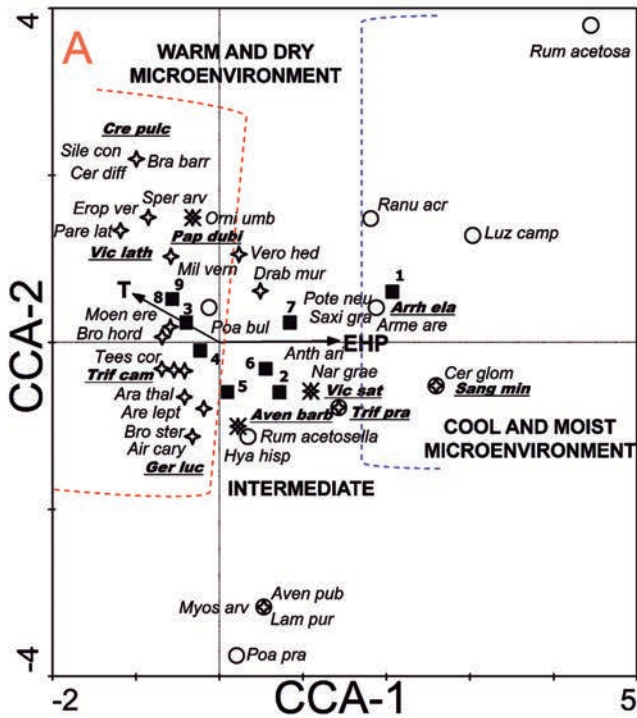 4
A
WARM AND DRY
MICROENVIRONMENT
Rum acetosa
Cre pulc
Sile con
Bra barr
Cer diff
Sper arv
Erop ver
Orni umb
Ranu acr
Pare lat
Pap dubi
Luz camp
Vic lath
Vero hed
Mil vern
Drab mur
1
T
8
9
Pote neu
Arrh ela
3
7
Saxi gra
Moen ere
Poa bul
Arme are
Bro hord
EHP
CCA-2
4
Anth ari
Tees cor
6
Nar grae
Cer glom
Trif cam
5
2
Vic sat
Sang min
Ara thal
Are lept
Aven barb
Trif pra
Bro ster
Rum acetosella
COOL AND MOIST
MICROENVIRONMENT
Air cary
Hya hisp
Ger luc
INTERMEDIATE
Aven pub
Myos arv
Lam pur
Poa pra
-4
-2
CCA-1
5